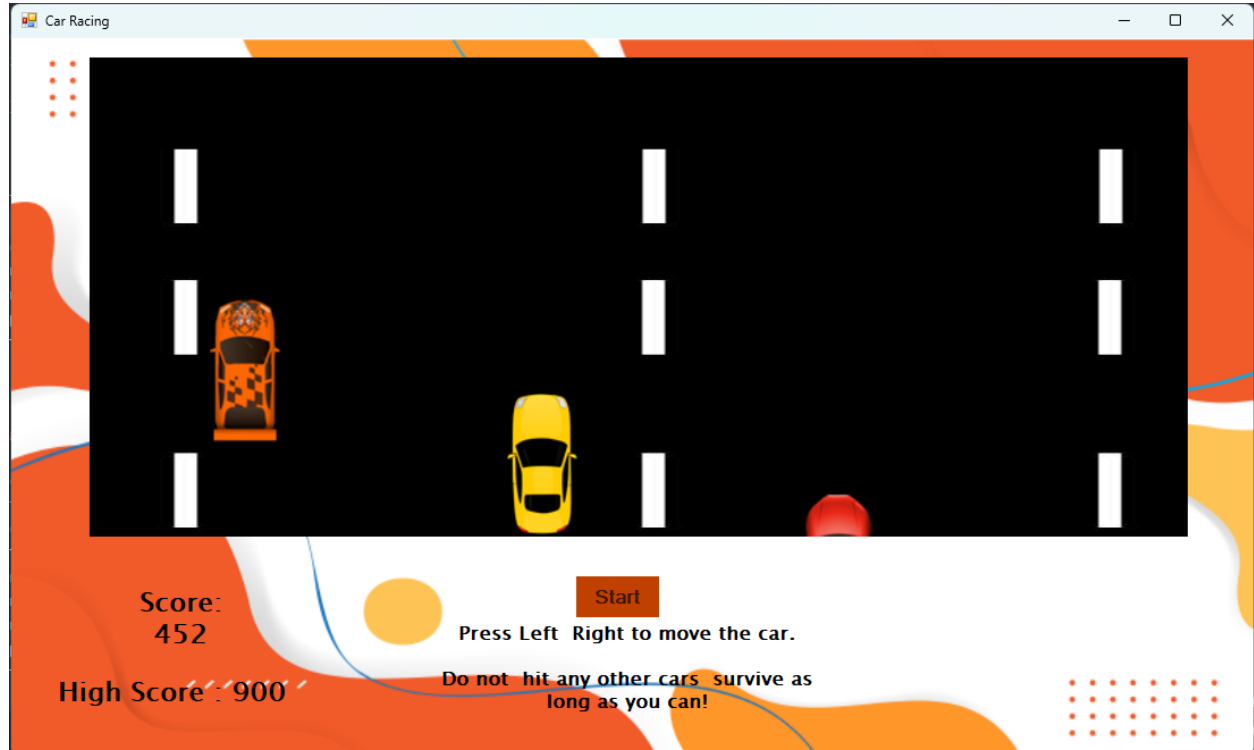 Car Racing
Score:
452
High Score : 900
Start
Press Left  Right to move the car.
Do not  hit any other cars  survive as
long as you can!